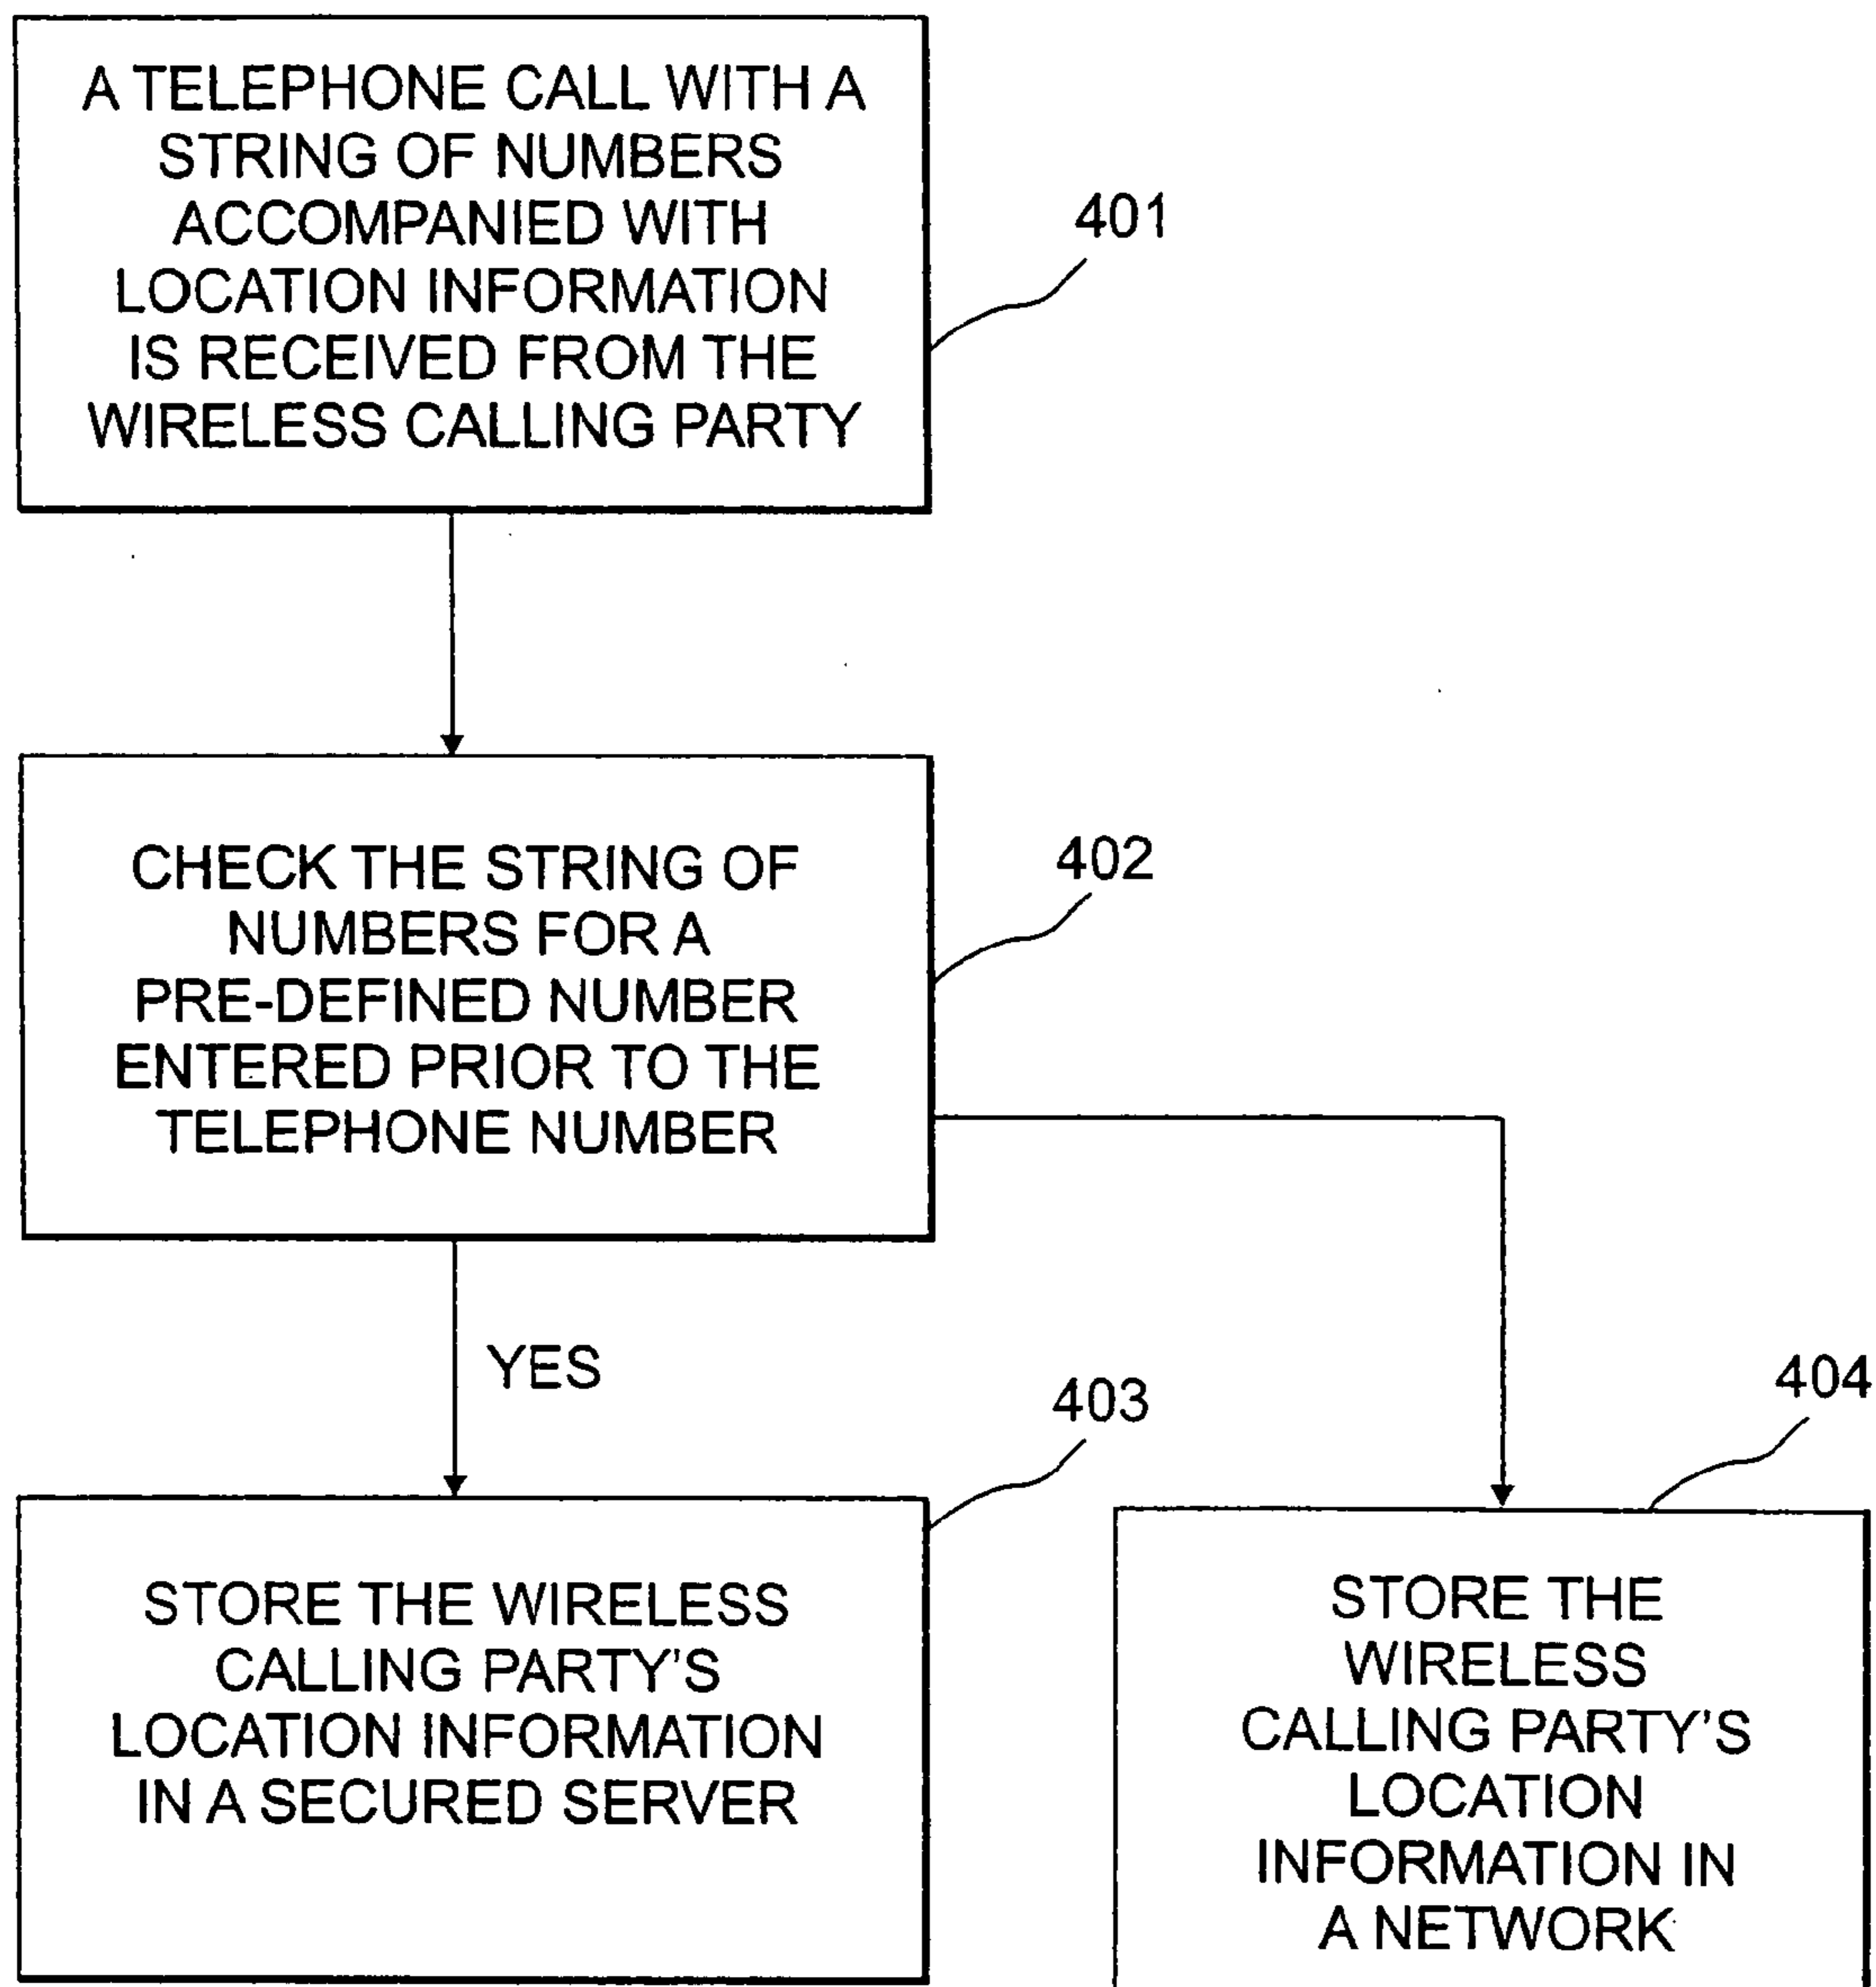 A TELEPHONE CALL WITH A
STRING OF NUMBERS
ACCOMPANIED WITH
LOCATION INFORMATION
IS RECEIVED FROM THE
WIRELESS CALLING PARTY
401
CHECK THE STRING OF
NUMBERS FOR A
PRE-DEFINED NUMBER
ENTERED PRIOR TO THE
TELEPHONE NUMBER
402
YES
STORE THE WIRELESS
CALLING PARTY'S
LOCATION INFORMATION
IN A SECURED SERVER
403
STORE THE
WIRELESS
CALLING PARTY'S
LOCATION
INFORMATION IN
A NETWORK
404